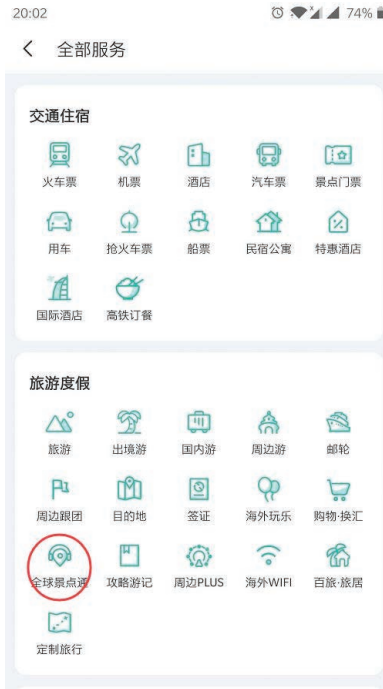 20:02 74%
全部服务
交通住宿
火车票 机票 酒店 汽车票 景点门票
用车 抢火车票 船票 民宿公寓 特惠酒店
国际酒店 高铁订餐
旅游度假
旅游 出境游 国内游 周边游 邮轮
周边跟团 目的地 签证 海外玩乐 购物·换汇
全球景点通 攻略游记 周边PLUS 海外WIFI 百旅·旅居
定制旅行